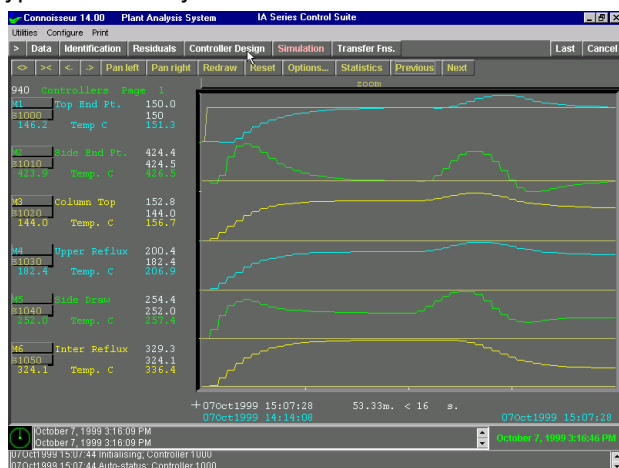 Connoisseur 14.00 Plant Analysis System IA Series Control Suite
Utilities Configure Print
> Data Identification Residuals Controller Design Simulation Transfer Fns. Last Cancel
<> >< <- -> Pan left Pan right Redraw Reset Options... Statistics Previous Next
zoom
940 Controllers Page 1
M1 Top End Pt. 150.0
S1000 150
146.2 Temp C 151.3
M2 Side End Pt. 424.4
S1010 424.5
423.9 Temp. C 426.5
M3 Column Top 152.8
S1020 144.0
144.0 Temp. C 156.7
M4 Upper Reflux 200.4
S1030 182.4
182.4 Temp. C 206.9
M5 Side Draw 254.4
S1040 252.0
252.0 Temp. C 257.4
M6 Inter Reflux 329.3
S1050 324.1
324.1 Temp. C 336.4
07Oct1999 15:07:28 53.33m. < 16 s.
07Oct1999 14:14:08 07Oct1999 15:07:28
October 7, 1999 3:16:09 PM
October 7, 1999 3:16:09 PM
October 7, 1999 3:16:46 PM
07Oct1999 15:07:44 Initialising; Controller 1000
07Oct1999 15:07:44 Auto-status: Controller 1000